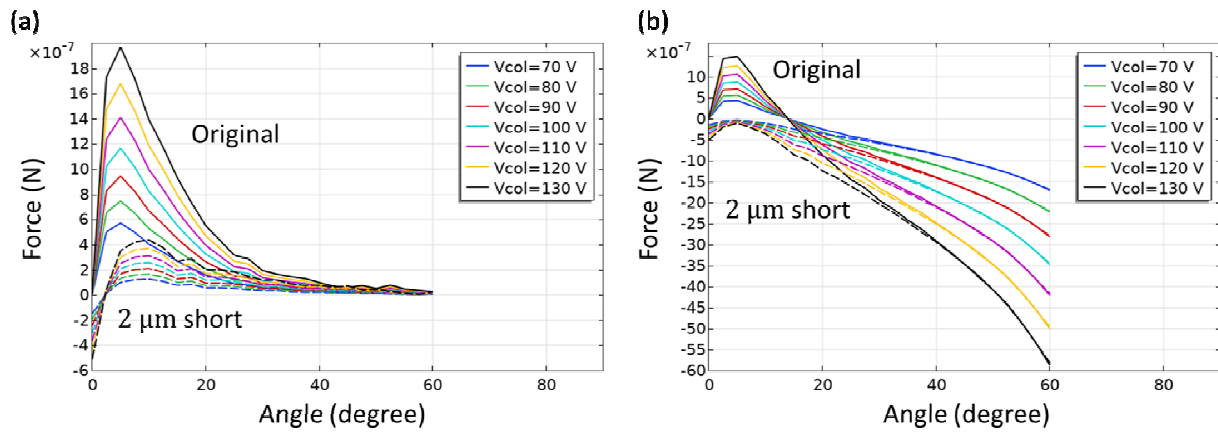 (a)
×10⁻⁷
18
16
14
12
10
8
6
4
2
0
-2
-4
-6
0
20
40
60
80
Force (N)
Angle (degree)
Original
2 μm short
Vcol=70 V
Vcol=80 V
Vcol=90 V
Vcol=100 V
Vcol=110 V
Vcol=120 V
Vcol=130 V
(b)
×10⁻⁷
10
5
0
-5
-10
-15
-20
-25
-30
-35
-40
-45
-50
-55
-60
0
20
40
60
80
Force (N)
Angle (degree)
Original
2 μm short
Vcol=70 V
Vcol=80 V
Vcol=90 V
Vcol=100 V
Vcol=110 V
Vcol=120 V
Vcol=130 V